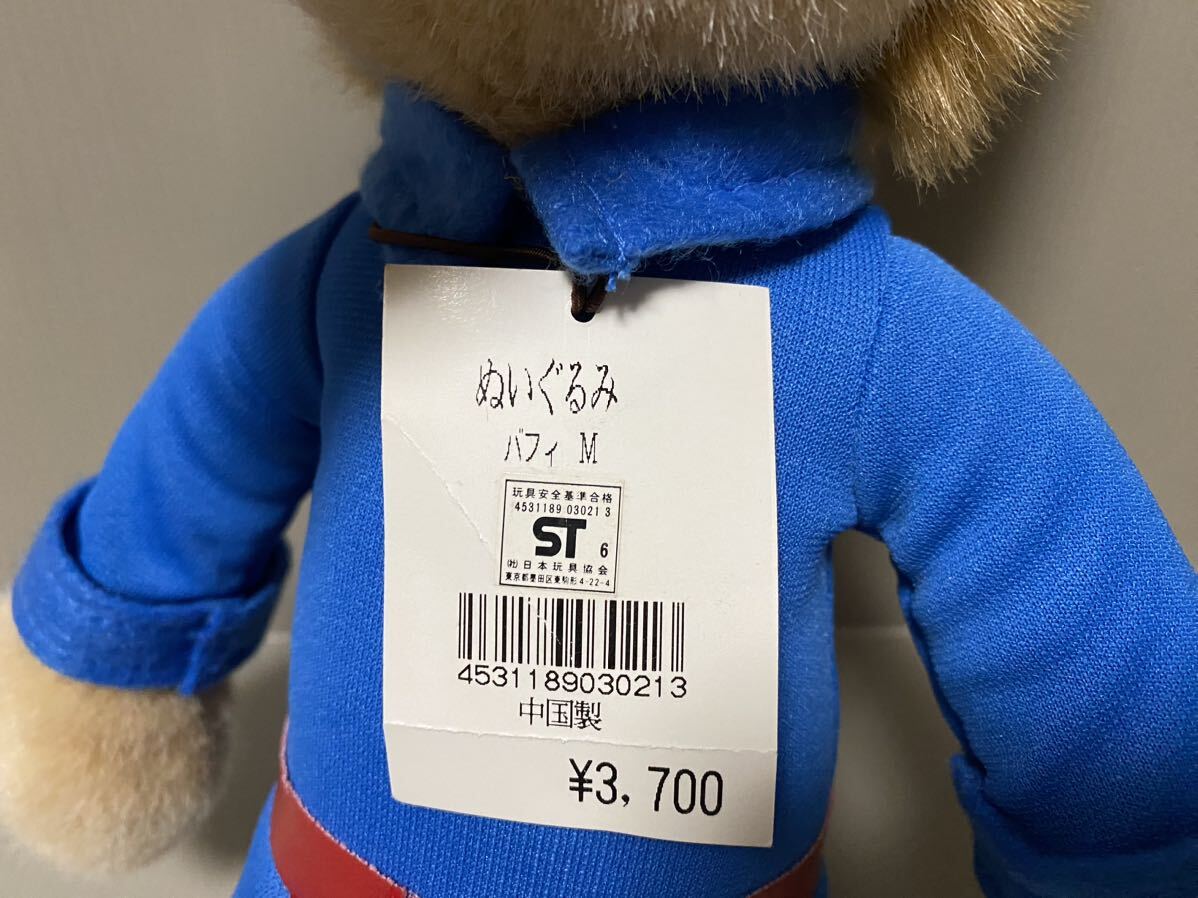 ぬいぐるみ
バフィ M
玩具安全基準合格
4531189 03021 3
ST 6
(社)日本玩具協会
東京都墨田区東駒形4-22-4
4531189030213
中国製
¥3,700